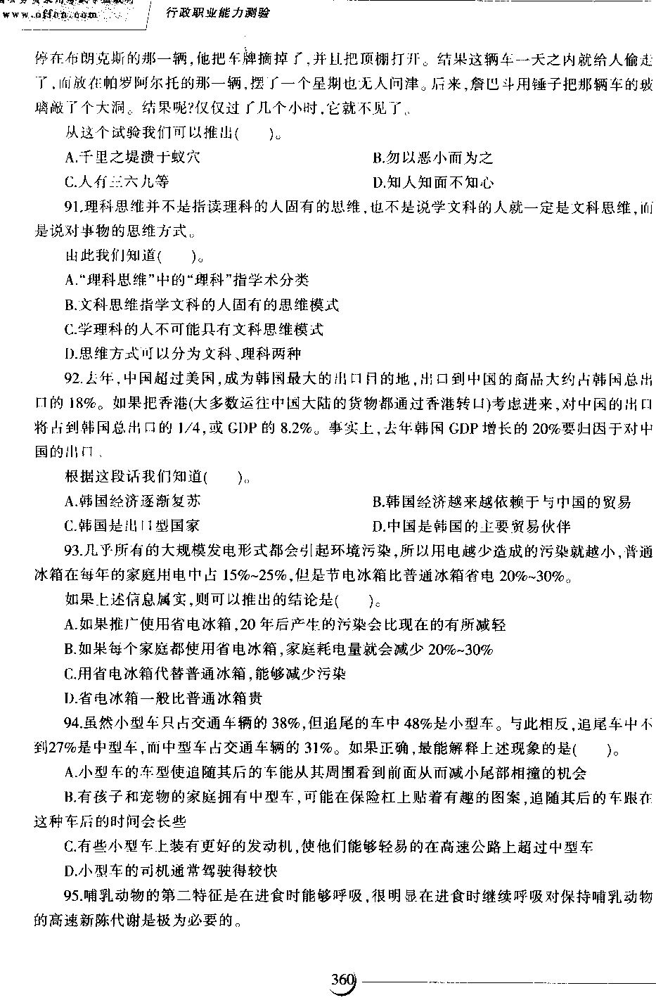 www.offcn.com
行政职业能力测验
停在布朗克斯的那一辆,他把车牌摘掉了,并且把顶棚打开。结果这辆车一天之内就给人偷走
了,而放在帕罗阿尔托的那一辆,摆了一个星期也无人问津。后来,詹巴斗用锤子把那辆车的玻
璃敲了个大洞。结果呢?仅仅过了几个小时,它就不见了。
从这个试验我们可以推出(　　)。
A.千里之堤溃于蚁穴　　B.勿以恶小而为之
C.人有三六九等　　D.知人知面不知心
91.理科思维并不是指读理科的人固有的思维,也不是说学文科的人就一定是文科思维,而
是说对事物的思维方式。
由此我们知道(　　)。
A.“理科思维”中的“理科”指学术分类
B.文科思维指学文科的人固有的思维模式
C.学理科的人不可能具有文科思维模式
D.思维方式可以分为文科、理科两种
92.去年,中国超过美国,成为韩国最大的出口目的地,出口到中国的商品大约占韩国总出
口的 18%。如果把香港(大多数运往中国大陆的货物都通过香港转口)考虑进来,对中国的出口
将占到韩国总出口的 1/4,或 GDP 的 8.2%。事实上,去年韩国 GDP 增长的 20%要归因于对中
国的出口。
根据这段话我们知道(　　)。
A.韩国经济逐渐复苏　　B.韩国经济越来越依赖于与中国的贸易
C.韩国是出口型国家　　D.中国是韩国的主要贸易伙伴
93.几乎所有的大规模发电形式都会引起环境污染,所以用电越少造成的污染就越小,普通
冰箱在每年的家庭用电中占 15%~25%,但是节电冰箱比普通冰箱省电 20%~30%。
如果上述信息属实,则可以推出的结论是(　　)。
A.如果推广使用省电冰箱,20 年后产生的污染会比现在的有所减轻
B.如果每个家庭都使用省电冰箱,家庭耗电量就会减少 20%~30%
C.用省电冰箱代替普通冰箱,能够减少污染
D.省电冰箱一般比普通冰箱贵
94.虽然小型车只占交通车辆的 38%,但追尾的车中 48%是小型车。与此相反,追尾车中不
到27%是中型车,而中型车占交通车辆的 31%。如果正确,最能解释上述现象的是(　　)。
A.小型车的车型使追随其后的车能从其周围看到前面从而减小尾部相撞的机会
B.有孩子和宠物的家庭拥有中型车,可能在保险杠上贴着有趣的图案,追随其后的车跟在
这种车后的时间会长些
C.有些小型车上装有更好的发动机,使他们能够轻易的在高速公路上超过中型车
D.小型车的司机通常驾驶得较快
95.哺乳动物的第二特征是在进食时能够呼吸,很明显在进食时继续呼吸对保持哺乳动物
的高速新陈代谢是极为必要的。
360